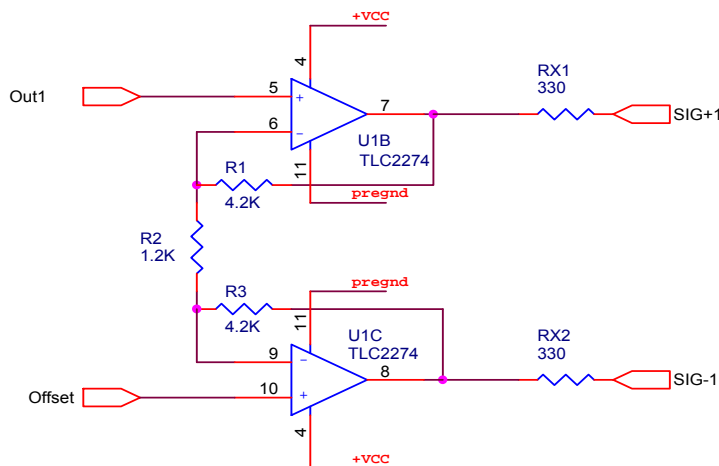 +VCC
4
RX1
330
Out1
5
+
7
SIG+1
6
−
U1B
TLC2274
R1
11
4.2K
pregnd
R2
1.2K
pregnd
R3
11
4.2K
U1C
TLC2274
RX2
330
9
−
8
SIG-1
Offset
10
+
4
+VCC